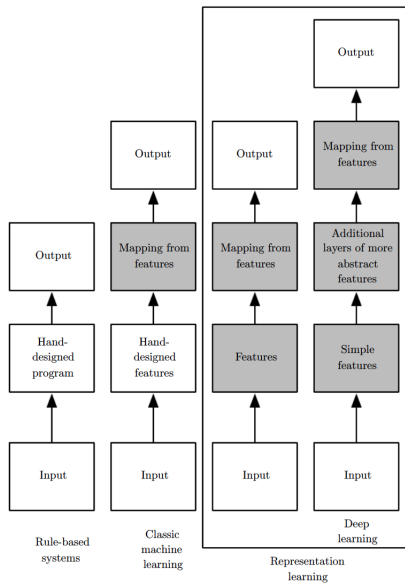 Output
Output
Output
Mapping from
features
Output
Mapping from
features
Mapping from
features
Additional
layers of more
abstract
features
Hand-
designed
program
Hand-
designed
features
Features
Simple
features
Input
Input
Input
Input
Rule-based
systems
Classic
machine
learning
Deep
learning
Representation
learning